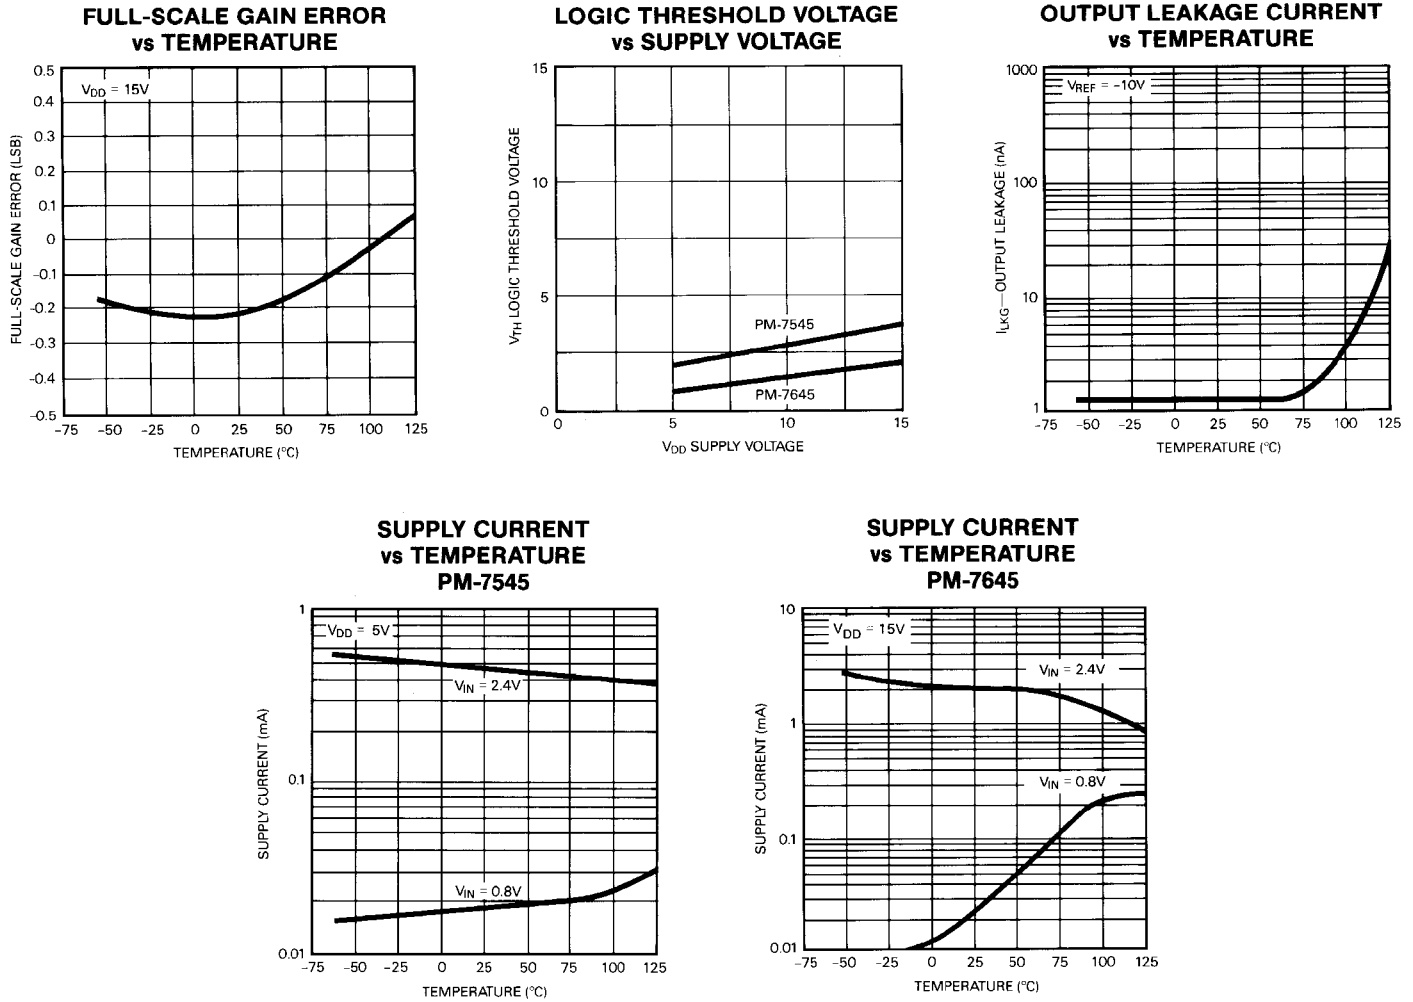 FULL-SCALE GAIN ERROR
vs TEMPERATURE
V_DD = 15V
FULL-SCALE GAIN ERROR (LSB)
0.5
0.4
0.3
0.2
0.1
0
-0.1
-0.2
-0.3
-0.4
-0.5
-75 -50 -25 0 25 50 75 100 125
TEMPERATURE (°C)
LOGIC THRESHOLD VOLTAGE
vs SUPPLY VOLTAGE
V_TH LOGIC THRESHOLD VOLTAGE
15
10
5
0
PM-7545
PM-7645
0 5 10 15
V_DD SUPPLY VOLTAGE
OUTPUT LEAKAGE CURRENT
vs TEMPERATURE
V_REF = -10V
I_LKG—OUTPUT LEAKAGE (nA)
1000
100
10
1
-75 -50 -25 0 25 50 75 100 125
TEMPERATURE (°C)
SUPPLY CURRENT
vs TEMPERATURE
PM-7545
V_DD = 5V
V_IN = 2.4V
V_IN = 0.8V
SUPPLY CURRENT (mA)
1
0.1
0.01
-75 -50 -25 0 25 50 75 100 125
TEMPERATURE (°C)
SUPPLY CURRENT
vs TEMPERATURE
PM-7645
V_DD = 15V
V_IN = 2.4V
V_IN = 0.8V
SUPPLY CURRENT (mA)
10
1
0.1
0.01
-75 -50 -25 0 25 50 75 100 125
TEMPERATURE (°C)